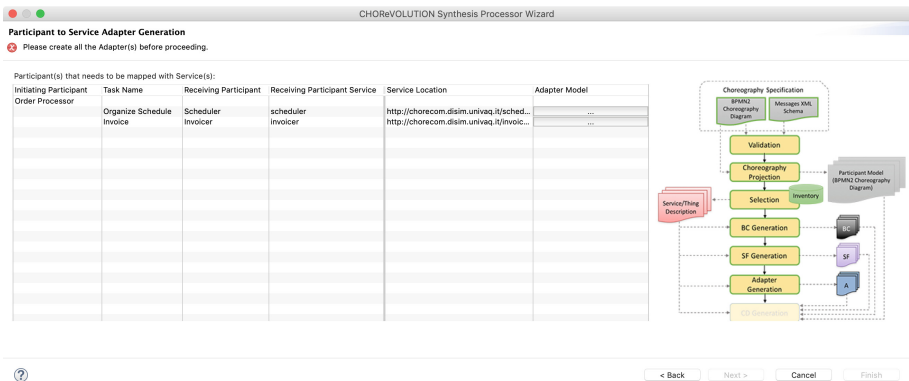 CHOReVOLUTION Synthesis Processor Wizard
Participant to Service Adapter Generation
Please create all the Adapter(s) before proceeding.
Participant(s) that needs to be mapped with Service(s):
Initiating Participant Task Name Receiving Participant Receiving Participant Service Service Location Adapter Model
Order Processor
Organize Schedule Scheduler scheduler http://chorecom.disim.univaq.it/sched... ...
Invoice Invoicer invoicer http://chorecom.disim.univaq.it/invoic... ...
Choreography Specification
BPMN2
Choreography
Diagram
Messages XML
Schema
Validation
Choreography
Projection
Participant Model
(BPMN2 Choreography
Diagram)
Selection
Inventory
Service/Thing
Description
BC Generation
BC
SF Generation
SF
Adapter
Generation
A
CD Generation
?
< Back Next > Cancel Finish